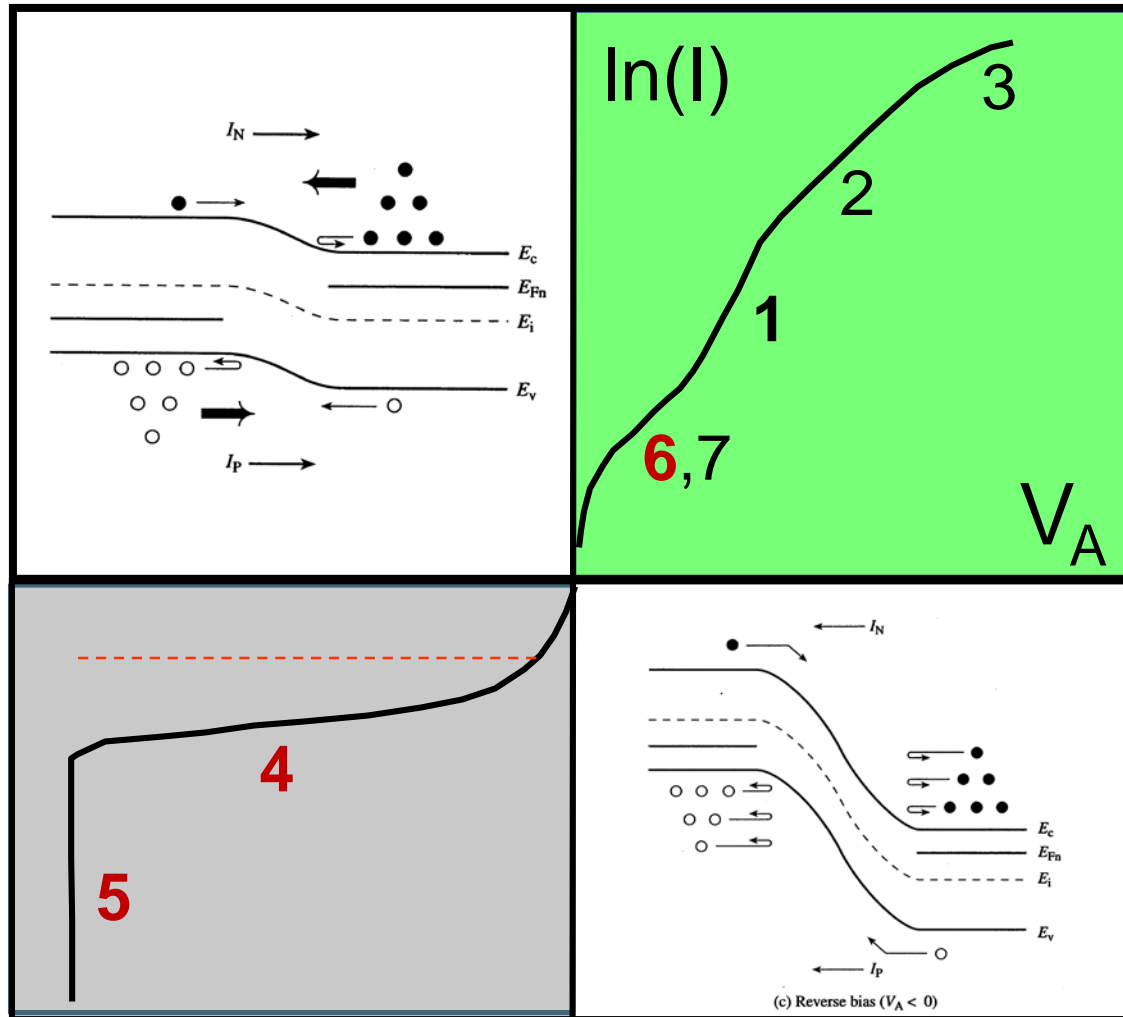 I_N
E_c
E_Fn
E_i
E_v
I_P
ln(I)
3
2
1
6,7
V_A
4
5
I_N
E_c
E_Fn
E_i
E_v
I_P
(c) Reverse bias (V_A < 0)